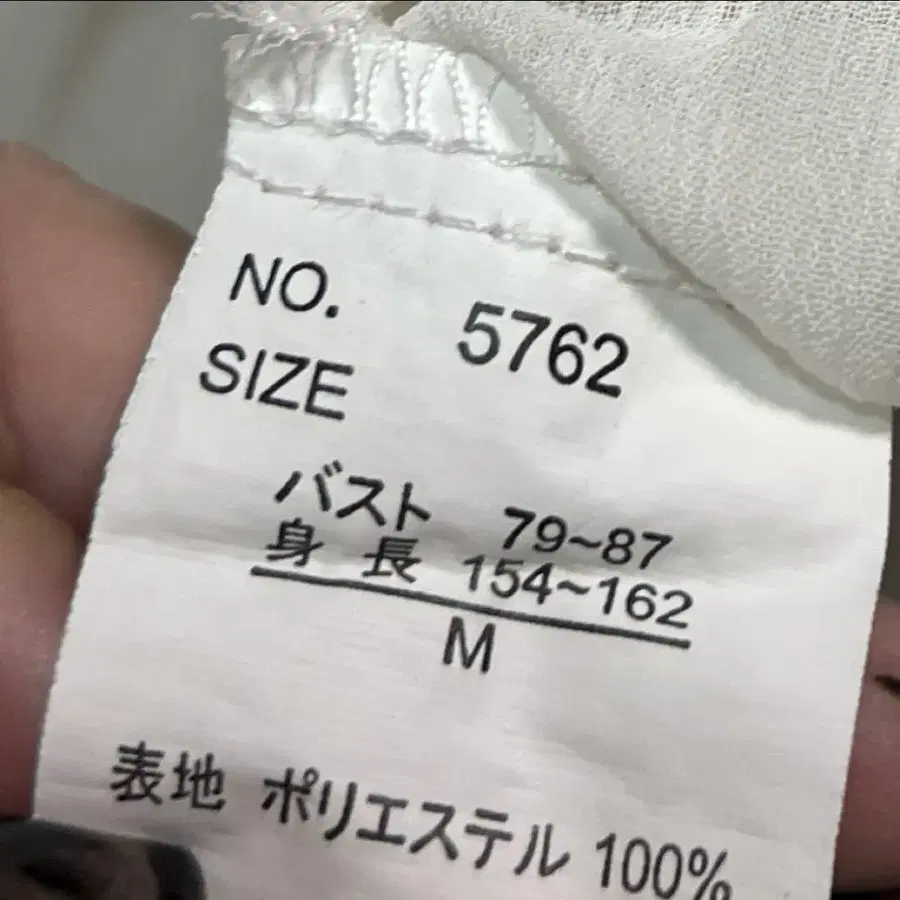 NO. 5762
SIZE
バスト 79~87
身長 154~162
M
表地 ポリエステル 100%